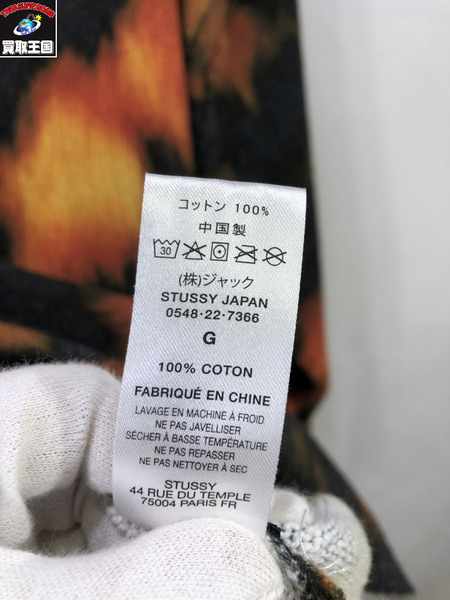 買取王国
コットン 100%
中国製
30
(株)ジャック
STUSSY JAPAN
0548·22·7366
G
100% COTON
FABRIQUÉ EN CHINE
LAVAGE EN MACHINE À FROID
NE PAS JAVELLISER
SÉCHER À BASSE TEMPÉRATURE
NE PAS REPASSER
NE PAS NETTOYER À SEC
STUSSY
44 RUE DU TEMPLE
75004 PARIS FR